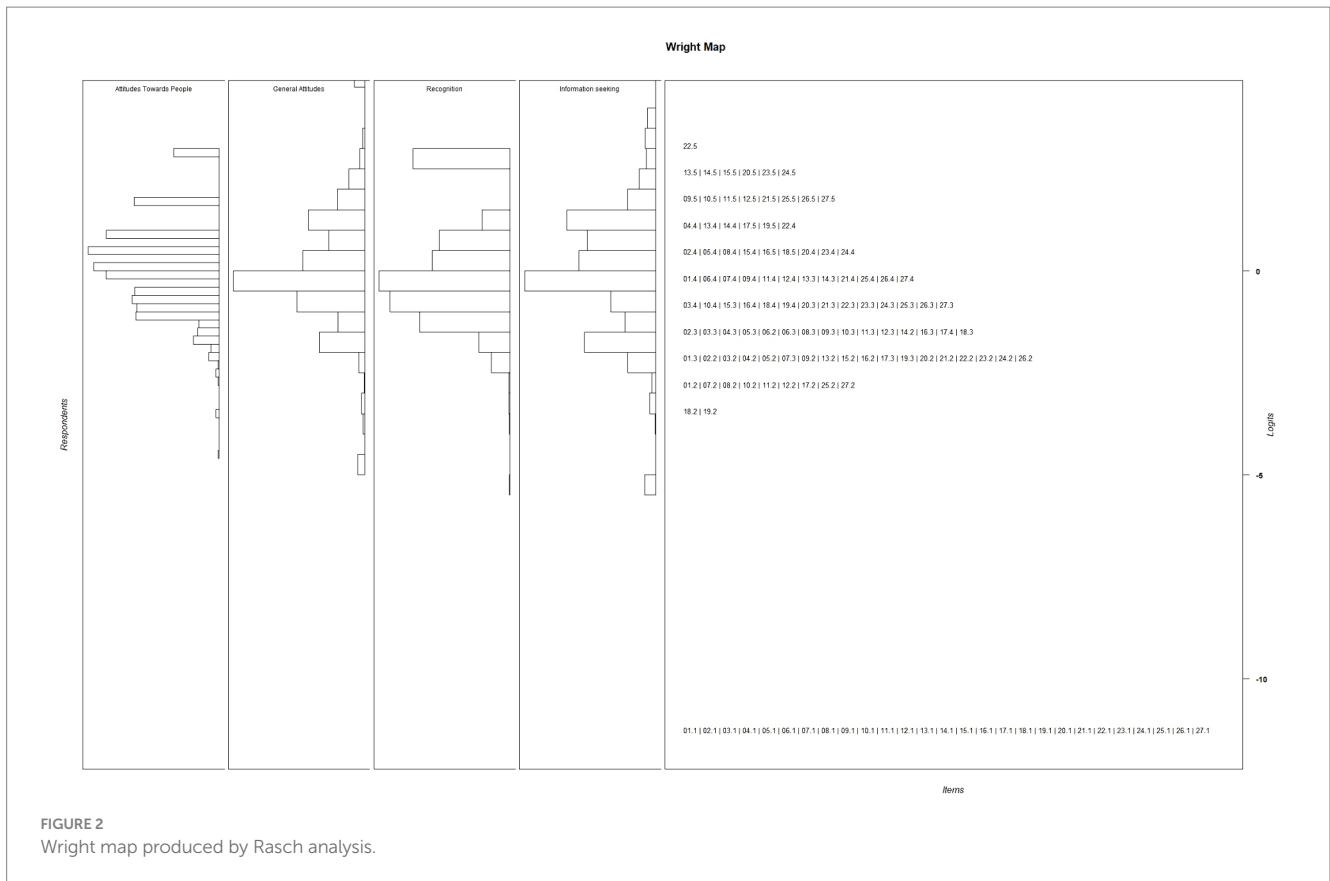 Wright Map
Attitudes Towards People
General Attitudes
Recognition
Information seeking
22.5
13.5 | 14.5 | 15.5 | 20.5 | 23.5 | 24.5
09.5 | 10.5 | 11.5 | 12.5 | 21.5 | 25.5 | 26.5 | 27.5
04.4 | 13.4 | 14.4 | 17.5 | 19.5 | 22.4
02.4 | 05.4 | 08.4 | 15.4 | 16.5 | 18.5 | 20.4 | 23.4 | 24.4
01.4 | 06.4 | 07.4 | 09.4 | 11.4 | 12.4 | 13.3 | 14.3 | 21.4 | 25.4 | 26.4 | 27.4
03.4 | 10.4 | 15.3 | 16.4 | 18.4 | 19.4 | 20.3 | 21.3 | 22.3 | 23.3 | 24.3 | 25.3 | 26.3 | 27.3
02.3 | 03.3 | 04.3 | 05.3 | 06.2 | 06.3 | 08.3 | 09.3 | 10.3 | 11.3 | 12.3 | 14.2 | 16.3 | 17.4 | 18.3
01.3 | 02.2 | 03.2 | 04.2 | 05.2 | 07.3 | 09.2 | 13.2 | 15.2 | 16.2 | 17.3 | 19.3 | 20.2 | 21.2 | 22.2 | 23.2 | 24.2 | 26.2
01.2 | 07.2 | 08.2 | 10.2 | 11.2 | 12.2 | 17.2 | 25.2 | 27.2
18.2 | 19.2
01.1 | 02.1 | 03.1 | 04.1 | 05.1 | 06.1 | 07.1 | 08.1 | 09.1 | 10.1 | 11.1 | 12.1 | 13.1 | 14.1 | 15.1 | 16.1 | 17.1 | 18.1 | 19.1 | 20.1 | 21.1 | 22.1 | 23.1 | 24.1 | 25.1 | 26.1 | 27.1
0
-5
-10
Respondents
Logits
Items
FIGURE 2
Wright map produced by Rasch analysis.